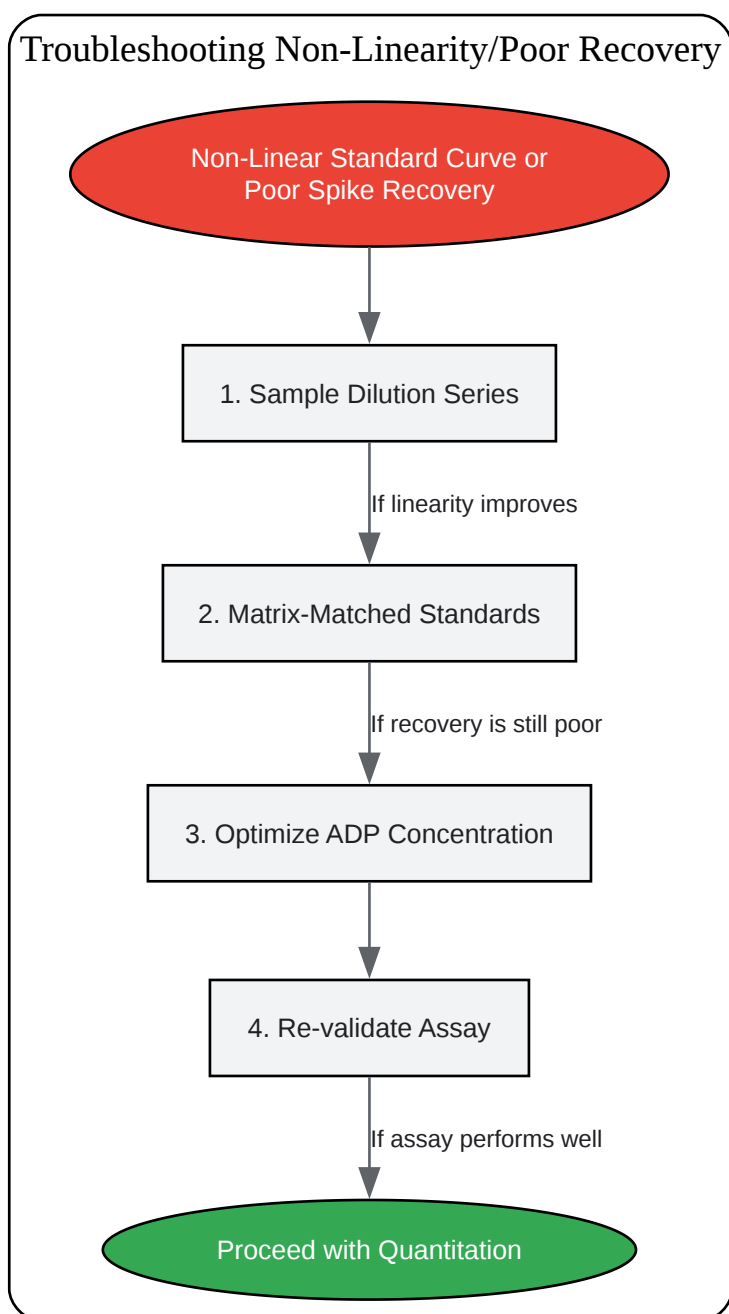 Troubleshooting Non-Linearity/Poor Recovery
Non-Linear Standard Curve or
Poor Spike Recovery
1. Sample Dilution Series
If linearity improves
2. Matrix-Matched Standards
If recovery is still poor
3. Optimize ADP Concentration
4. Re-validate Assay
If assay performs well
Proceed with Quantitation